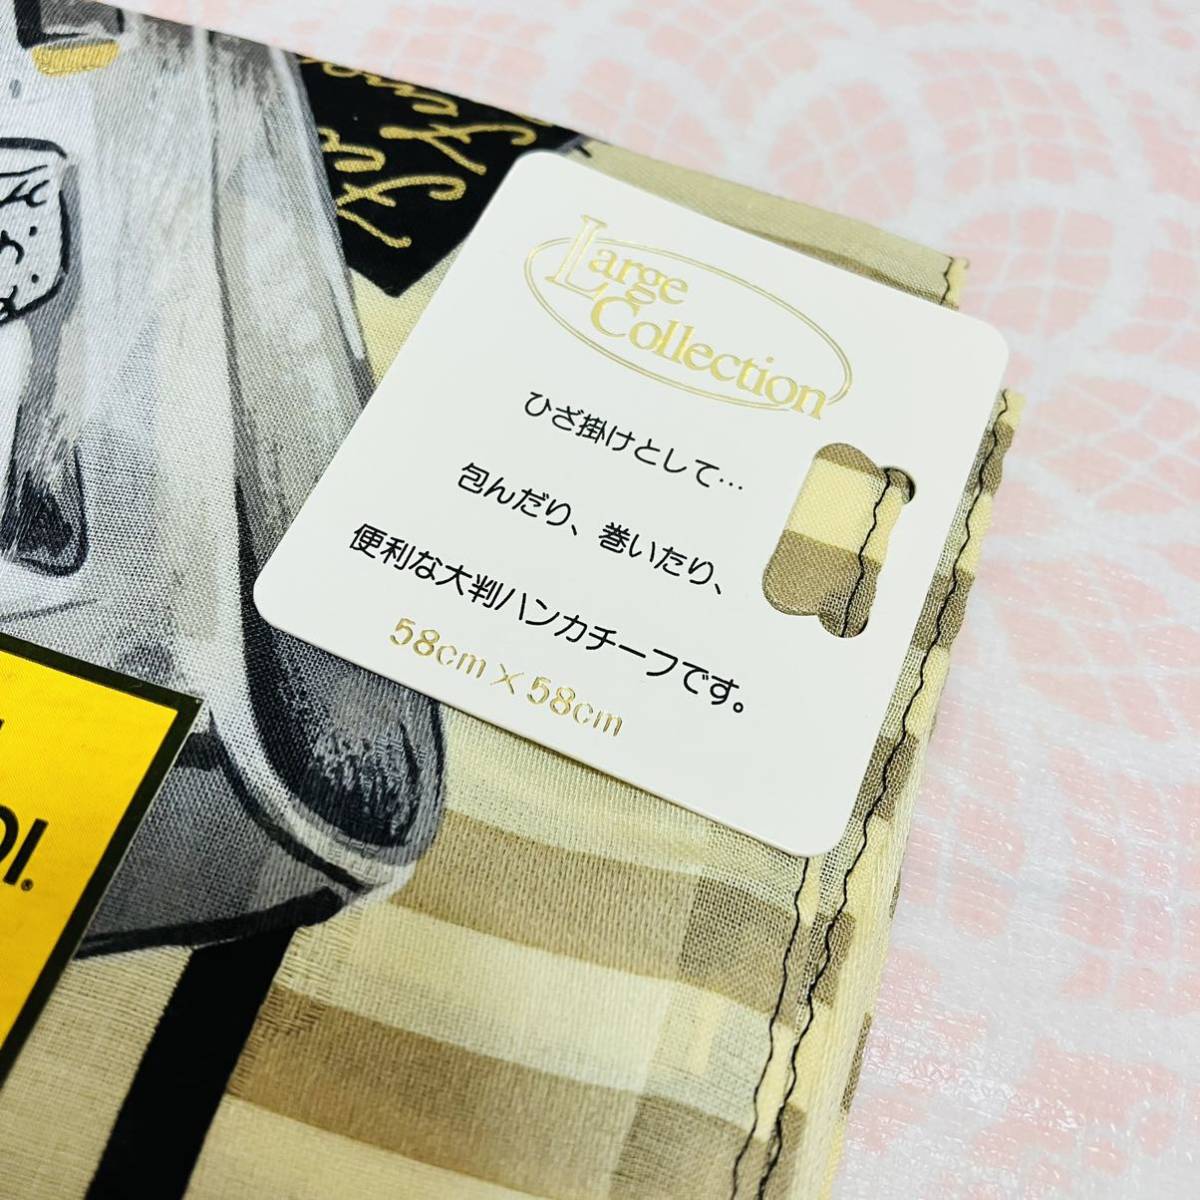 Large
Collection
ひざ掛けとして…
包んだり、巻いたり、
便利な大判ハンカチーフです。
58cm×58cm